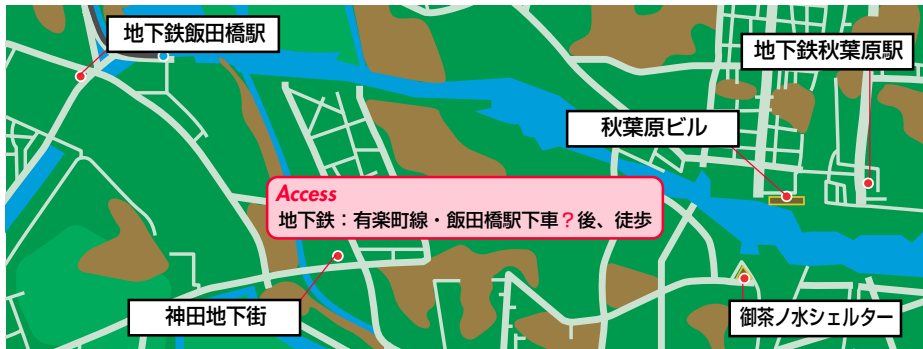 地下鉄飯田橋駅
地下鉄秋葉原駅
秋葉原ビル
Access
地下鉄：有楽町線・飯田橋駅下車？後、徒歩
神田地下街
御茶ノ水シェルター